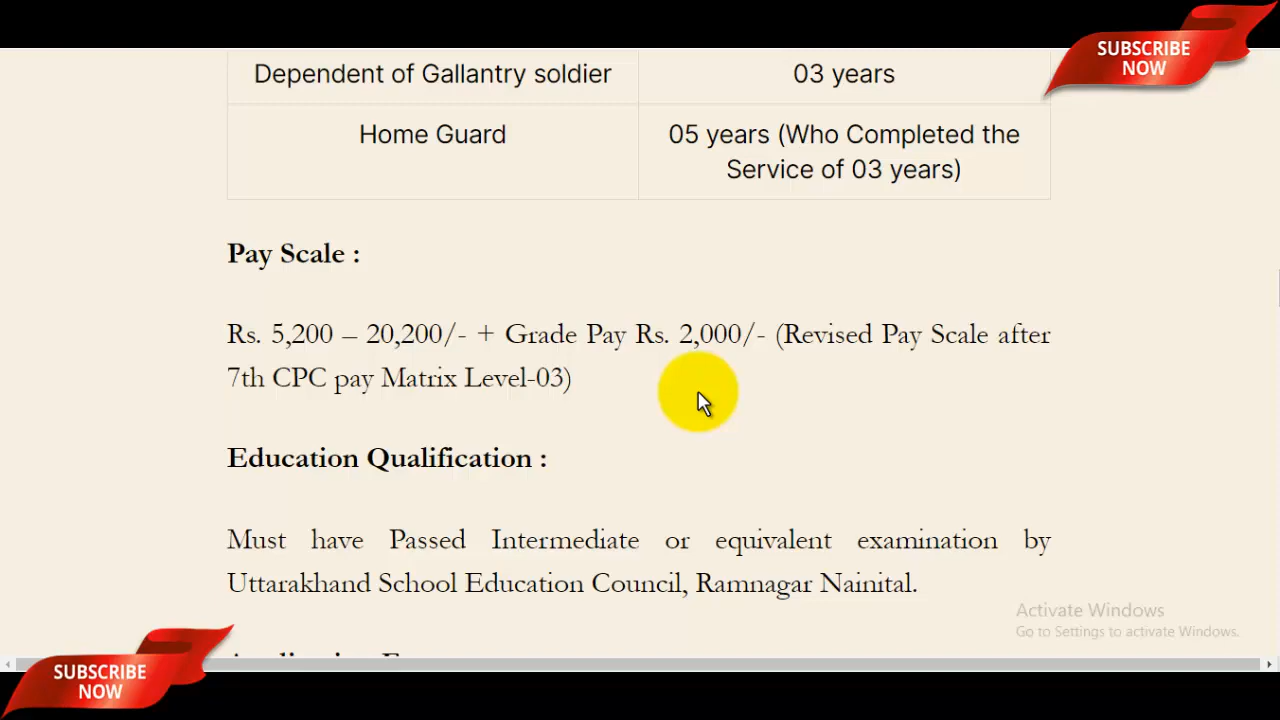 SUBSCRIBE
NOW
Dependent of Gallantry soldier 03 years
Home Guard 05 years (Who Completed the
Service of 03 years)
Pay Scale :
Rs. 5,200 – 20,200/- + Grade Pay Rs. 2,000/- (Revised Pay Scale after
7th CPC pay Matrix Level-03)
Education Qualification :
Must have Passed Intermediate or equivalent examination by
Uttarakhand School Education Council, Ramnagar Nainital.
Activate Windows
Go to Settings to activate Windows.
SUBSCRIBE
NOW